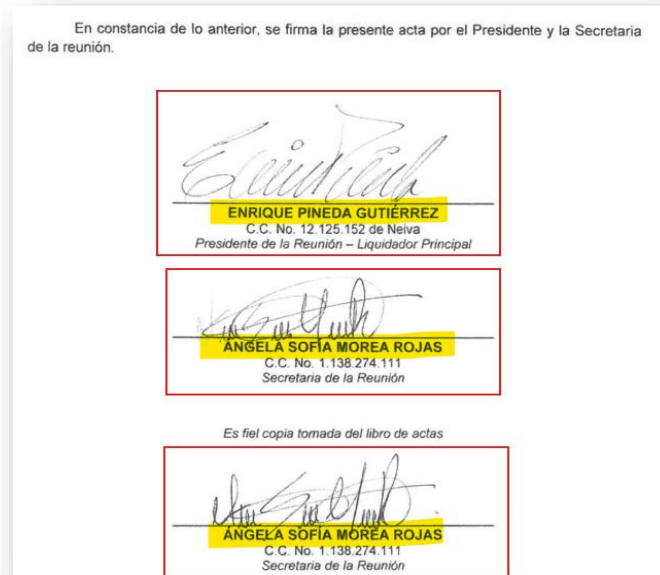 En constancia de lo anterior, se firma la presente acta por el Presidente y la Secretaria
de la reunión.
ENRIQUE PINEDA GUTIÉRREZ
C.C. No. 12.125.152 de Neiva
Presidente de la Reunión – Liquidador Principal
ÁNGELA SOFÍA MOREA ROJAS
C.C. No. 1.138.274.111
Secretaria de la Reunión
Es fiel copia tomada del libro de actas
ÁNGELA SOFÍA MOREA ROJAS
C.C. No. 1.138.274.111
Secretaria de la Reunión